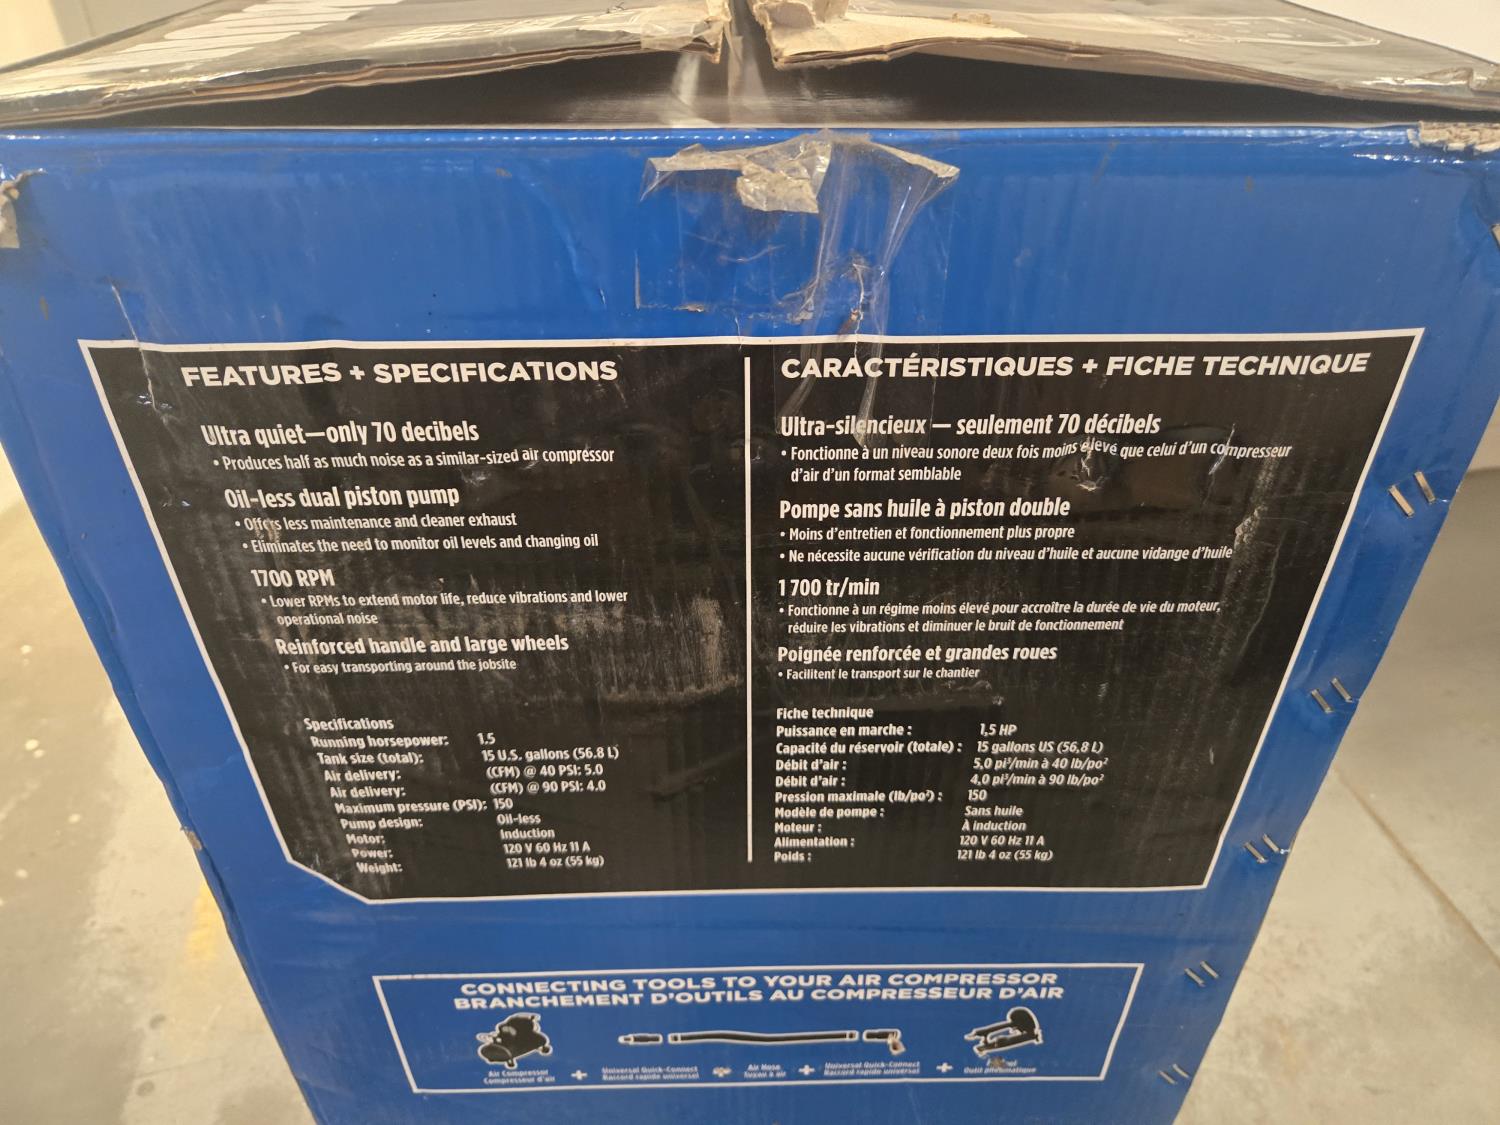 FEATURES + SPECIFICATIONS
Ultra quiet—only 70 decibels
• Produces half as much noise as a similar-sized air compressor
Oil-less dual piston pump
• Offers less maintenance and cleaner exhaust
• Eliminates the need to monitor oil levels and changing oil
1700 RPM
• Lower RPMs to extend motor life, reduce vibrations and lower
operational noise
Reinforced handle and large wheels
• For easy transporting around the jobsite
Specifications
Running horsepower: 1.5
Tank size (total): 15 U.S. gallons (56.8 L)
Air delivery: (CFM) @ 40 PSI: 5.0
Air delivery: (CFM) @ 90 PSI: 4.0
Maximum pressure (PSI): 150
Pump design: Oil-less
Motor: Induction
Power: 120 V 60 Hz 11 A
Weight: 121 lb 4 oz (55 kg)
CARACTÉRISTIQUES + FICHE TECHNIQUE
Ultra-silencieux — seulement 70 décibels
• Fonctionne à un niveau sonore deux fois moins élevé que celui d'un compresseur
d'air d'un format semblable
Pompe sans huile à piston double
• Moins d'entretien et fonctionnement plus propre
• Ne nécessite aucune vérification du niveau d'huile et aucune vidange d'huile
1 700 tr/min
• Fonctionne à un régime moins élevé pour accroître la durée de vie du moteur,
réduire les vibrations et diminuer le bruit de fonctionnement
Poignée renforcée et grandes roues
• Facilitent le transport sur le chantier
Fiche technique
Puissance en marche : 1,5 HP
Capacité du réservoir (totale) : 15 gallons US (56,8 L)
Débit d'air : 5,0 pi³/min à 40 lb/po²
Débit d'air : 4,0 pi³/min à 90 lb/po²
Pression maximale (lb/po²) : 150
Modèle de pompe : Sans huile
Moteur : À induction
Alimentation : 120 V 60 Hz 11 A
Poids : 121 lb 4 oz (55 kg)
CONNECTING TOOLS TO YOUR AIR COMPRESSOR
BRANCHEMENT D'OUTILS AU COMPRESSEUR D'AIR
Air Compressor
Compresseur d'air
+
Universal Quick-Connect
Raccord rapide universel
+
Air Hose
Tuyau à air
+
Universal Quick-Connect
Raccord rapide universel
+
Outil pneumatique